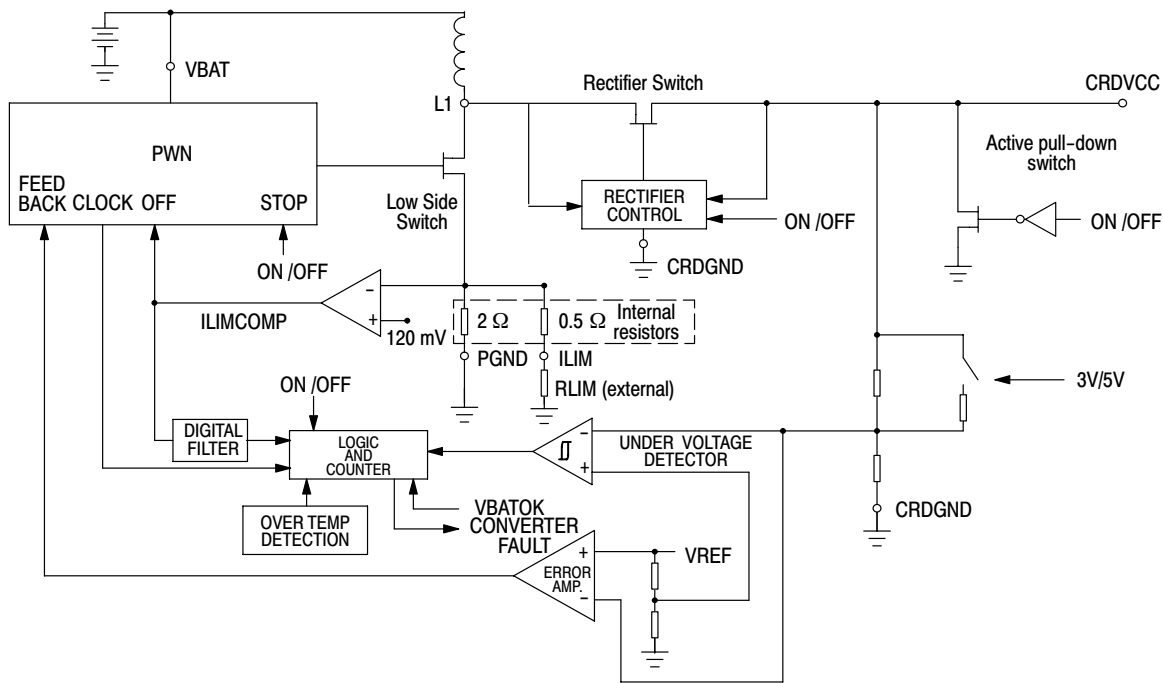 VBAT
PWN
FEED
BACK CLOCK OFF STOP
ON /OFF
L1
Low Side
Switch
Rectifier Switch
RECTIFIER
CONTROL
ON /OFF
CRDGND
CRDVCC
Active pull-down
switch
ON /OFF
ILIMCOMP
-
+
120 mV
2 Ω
0.5 Ω
Internal
resistors
PGND
ILIM
RLIM (external)
3V/5V
ON /OFF
DIGITAL
FILTER
LOGIC
AND
COUNTER
-
+
UNDER VOLTAGE
DETECTOR
OVER TEMP
DETECTION
VBATOK
CONVERTER
FAULT
CRDGND
+
ERROR
AMP.
-
VREF